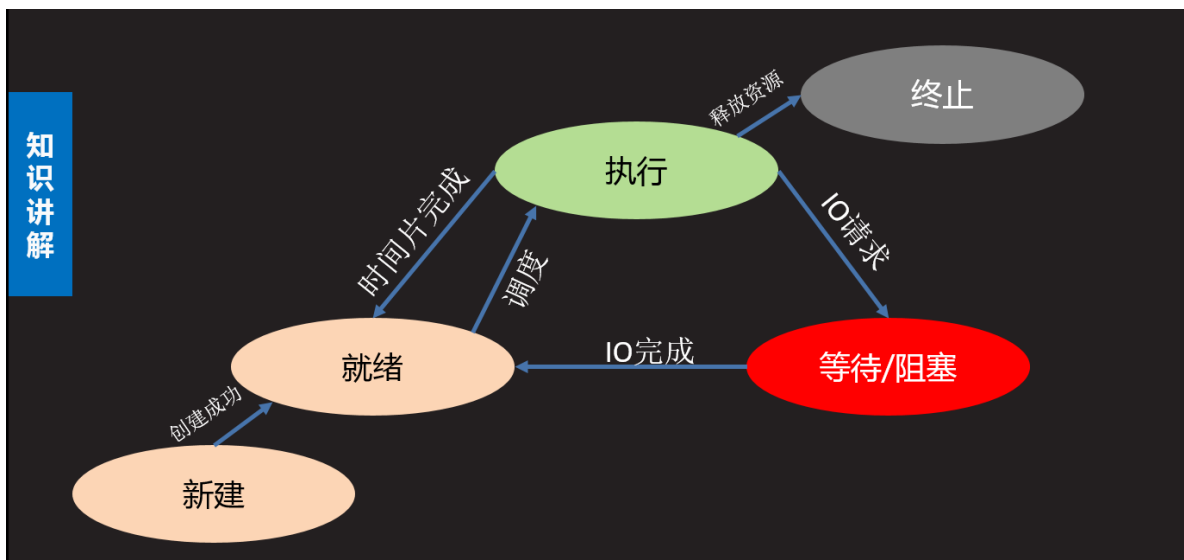 知识讲解
终止
释放资源
执行
时间片完成
调度
IO请求
就绪
IO完成
等待/阻塞
创建成功
新建